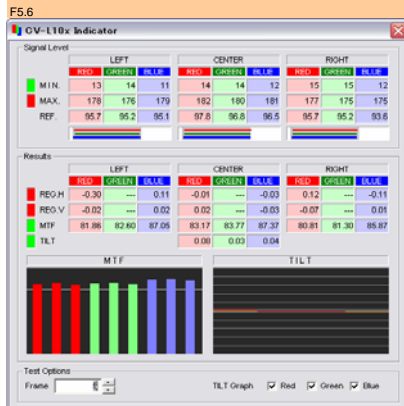 F5.6
CV-L10x Indicator
Signal Level
LEFT CENTER RIGHT
RED GREEN BLUE RED GREEN BLUE RED GREEN BLUE
MIN. 13 14 11 14 14 12 15 15 12
MAX. 178 176 179 182 180 181 177 175 175
REF. 95.7 95.2 95.1 97.8 96.8 96.5 95.7 95.2 93.6
Results
LEFT CENTER RIGHT
RED GREEN BLUE RED GREEN BLUE RED GREEN BLUE
REG.H -0.30 --- 0.11 -0.01 --- -0.03 0.12 --- -0.11
REG.V -0.02 --- 0.02 0.02 --- -0.03 -0.07 --- 0.01
MTF 81.86 82.60 87.05 83.17 83.77 87.37 80.81 81.30 85.87
TILT 0.00 0.03 0.04
MTF TILT
Test Options
Frame TILT Graph Red Green Blue